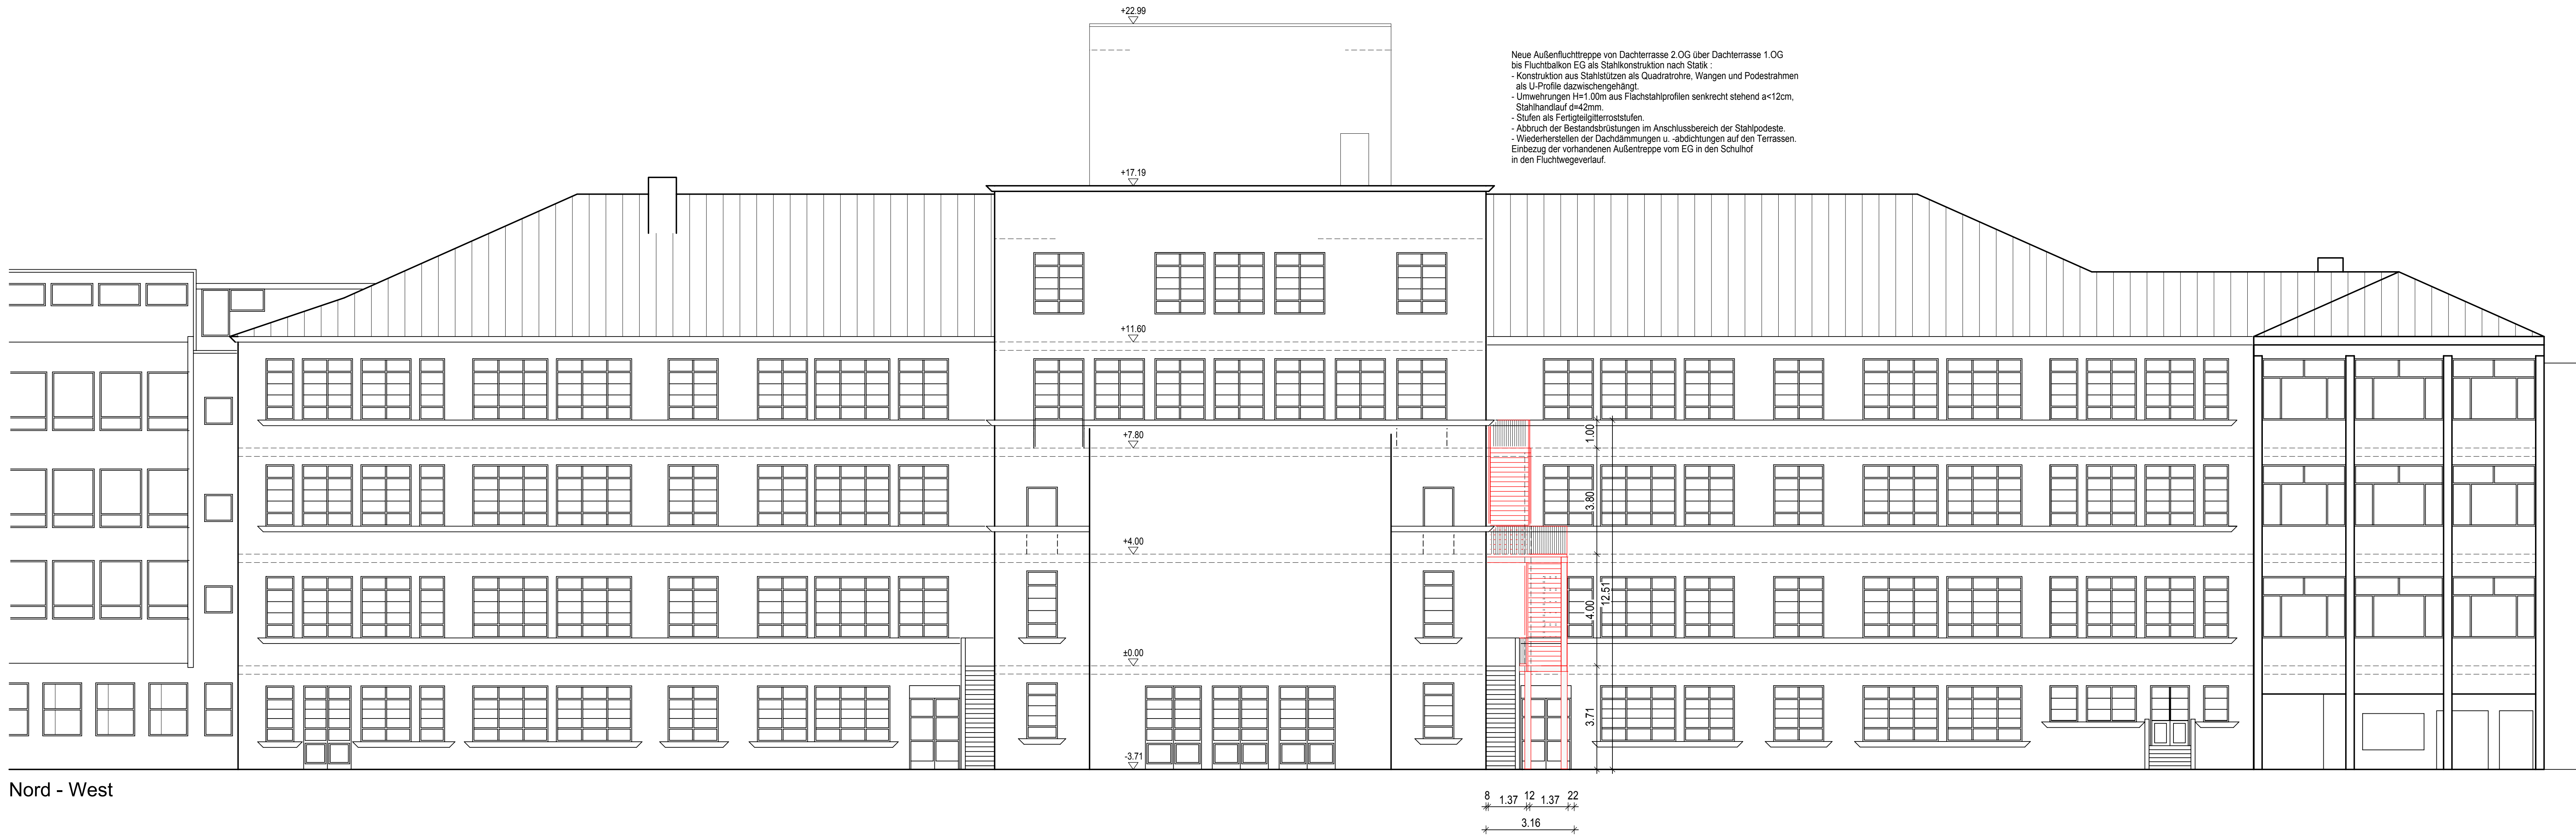 +22.99
Neue Außenfluchttreppe von Dachterrasse 2.OG über Dachterrasse 1.OG
bis Fluchtbalkon EG als Stahlkonstruktion nach Statik :
- Konstruktion aus Stahlstützen als Quadratrohre, Wangen und Podestrahmen
als U-Profile dazwischengehängt.
- Umwehrungen H=1.00m aus Flachstahlprofilen senkrecht stehend a<12cm,
Stahlhandlauf d=42mm.
- Stufen als Fertigteilgitterroststufen.
- Abbruch der Bestandsbrüstungen im Anschlussbereich der Stahlpodeste.
- Wiederherstellen der Dachdämmungen u. -abdichtungen auf den Terrassen.
Einbezug der vorhandenen Außentreppe vom EG in den Schulhof
in den Fluchtwegeverlauf.
+17.19
+11.60
+7.80
1.00
3.80
+4.00
4.00
12.51
±0.00
3.71
-3.71
Nord - West
8 1.37 12 1.37 22
3.16